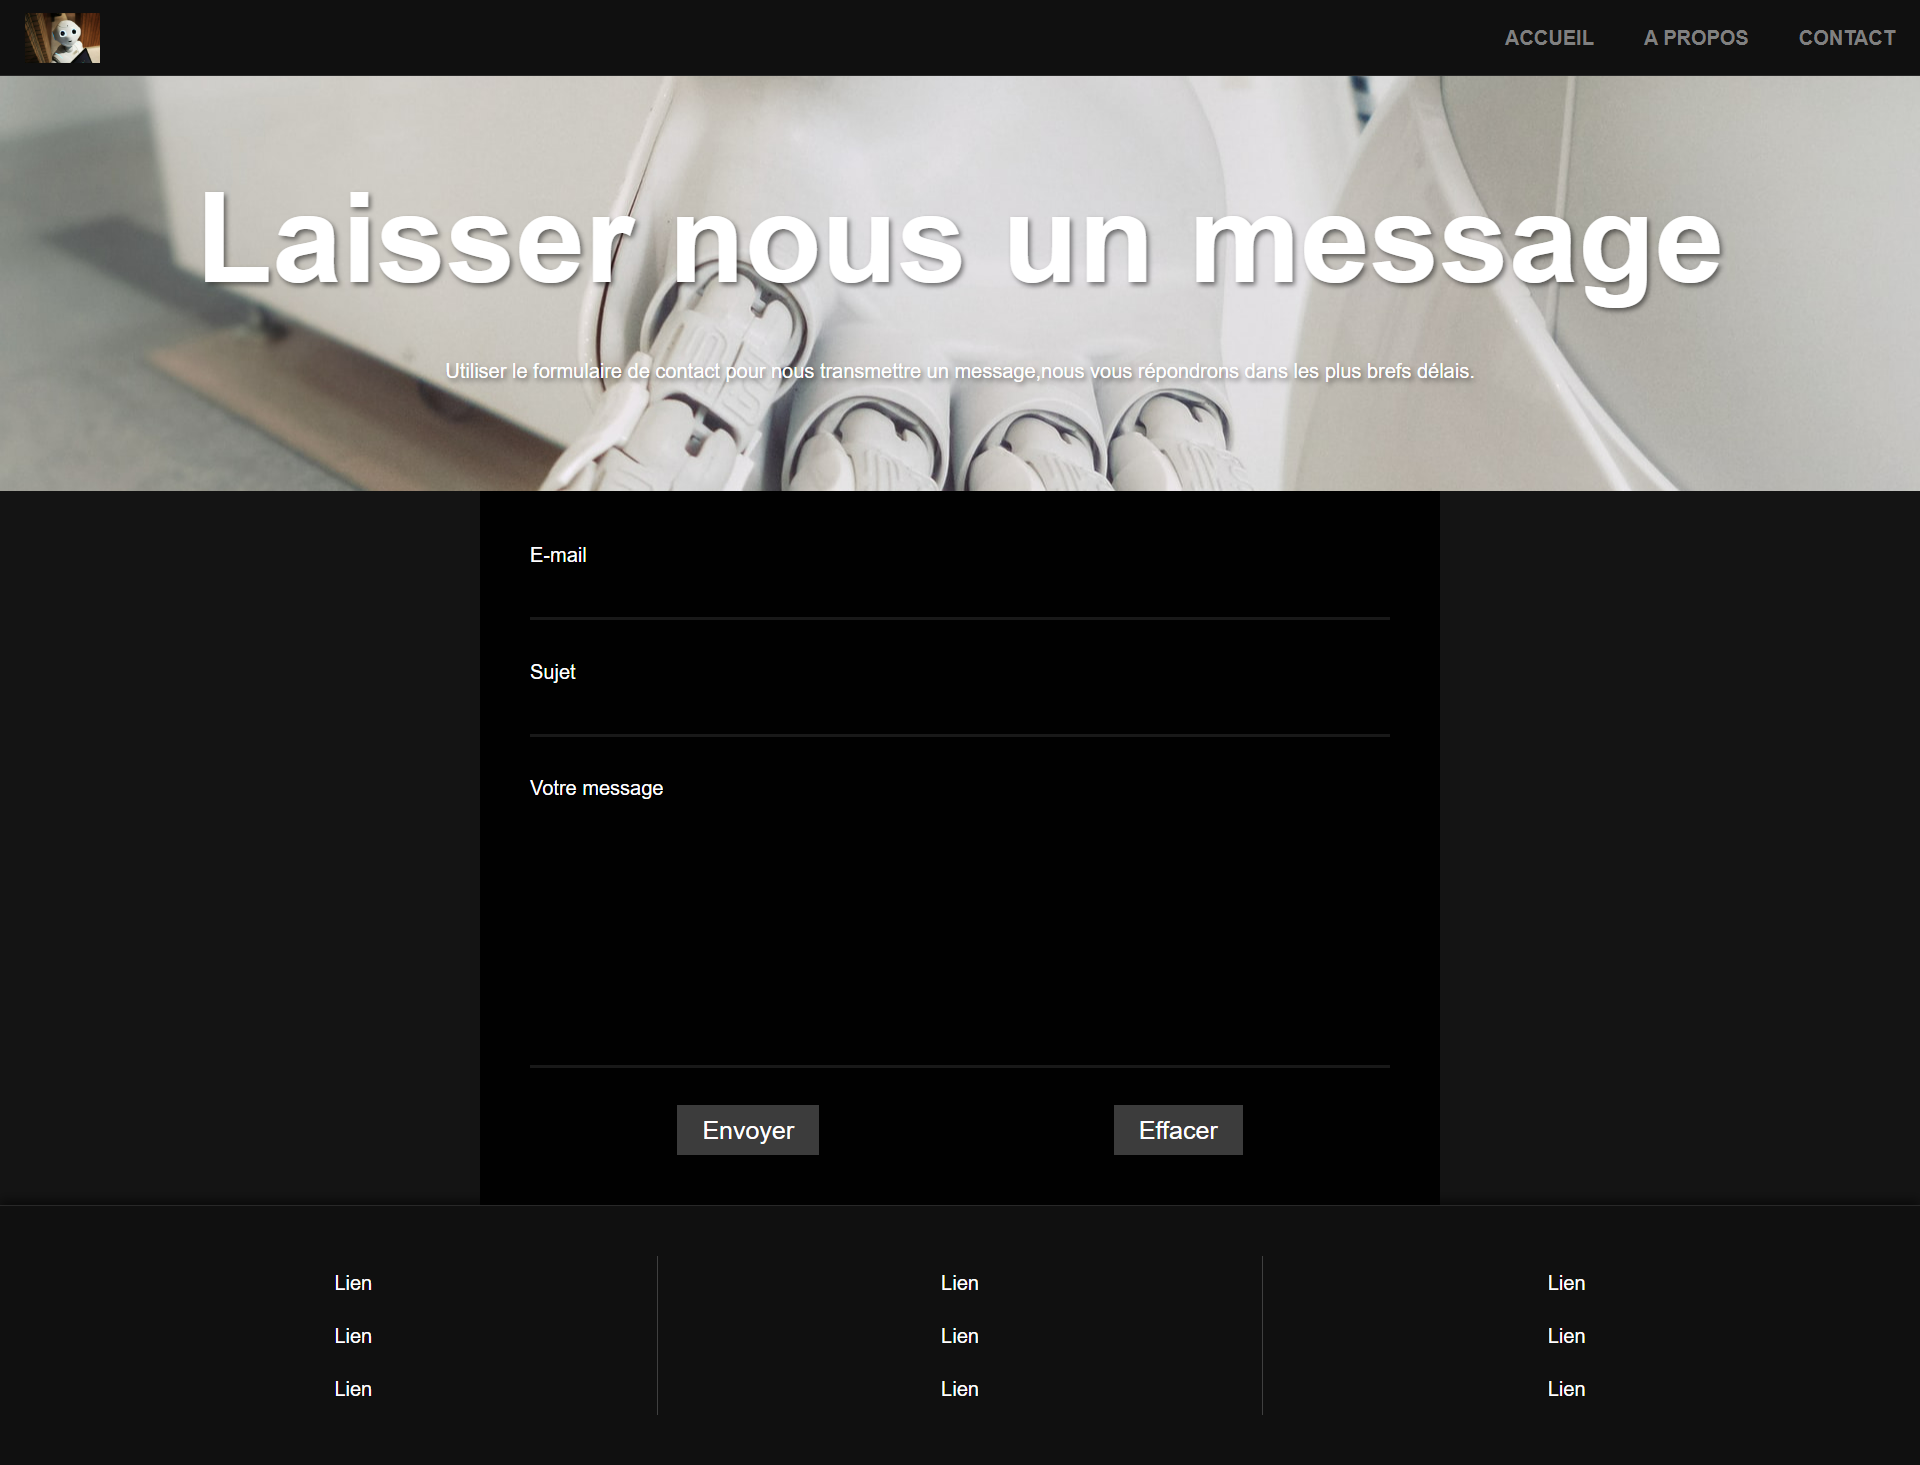 ACCUEIL A PROPOS CONTACT
Laisser nous un message
Utiliser le formulaire de contact pour nous transmettre un message,nous vous répondrons dans les plus brefs délais.
E-mail
Sujet
Votre message
Envoyer Effacer
Lien Lien Lien
Lien Lien Lien
Lien Lien Lien